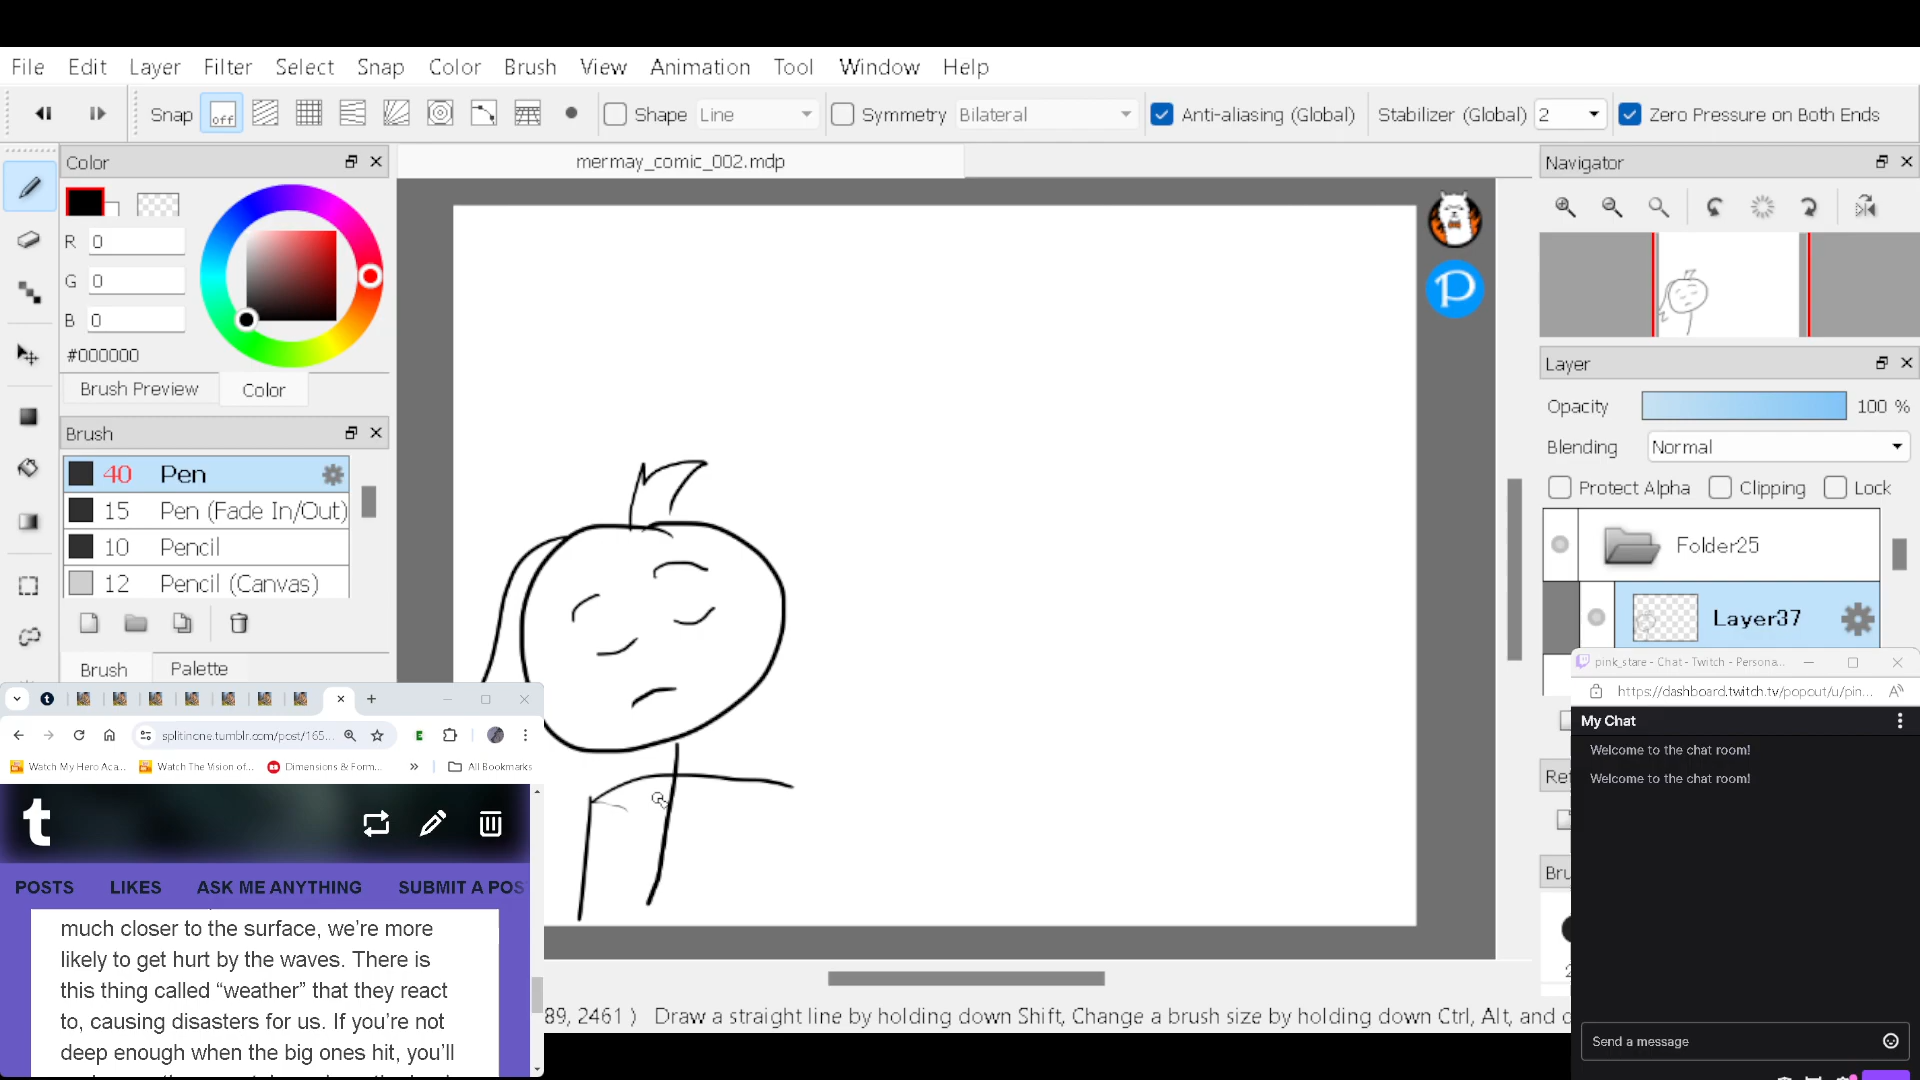 File Edit Layer Filter Select Snap Color Brush View Animation Tool Window Help
Snap off Shape Line Symmetry Bilateral Anti-aliasing (Global) Stabilizer (Global) 2 Zero Pressure on Both Ends
Color
mermay_comic_002.mdp
Navigator
R 0
G 0
B 0
#000000
Brush Preview Color
Layer
Opacity 100 %
Blending Normal
Protect Alpha Clipping Lock
Folder25
Layer37
Brush
40 Pen
15 Pen (Fade In/Out)
10 Pencil
12 Pencil (Canvas)
Brush Palette
splitinone.tumblr.com/post/165...
Watch My Hero Aca... Watch The Vision of... Dimensions & Form... » All Bookmarks
t
POSTS LIKES ASK ME ANYTHING SUBMIT A POS
much closer to the surface, we’re more
likely to get hurt by the waves. There is
this thing called “weather” that they react
to, causing disasters for us. If you’re not
deep enough when the big ones hit, you’ll
89, 2461 ) Draw a straight line by holding down Shift, Change a brush size by holding down Ctrl, Alt, and
pink_stare - Chat - Twitch - Persona...
https://dashboard.twitch.tv/popout/u/pin...
My Chat
Welcome to the chat room!
Welcome to the chat room!
Send a message
Ref
Bru